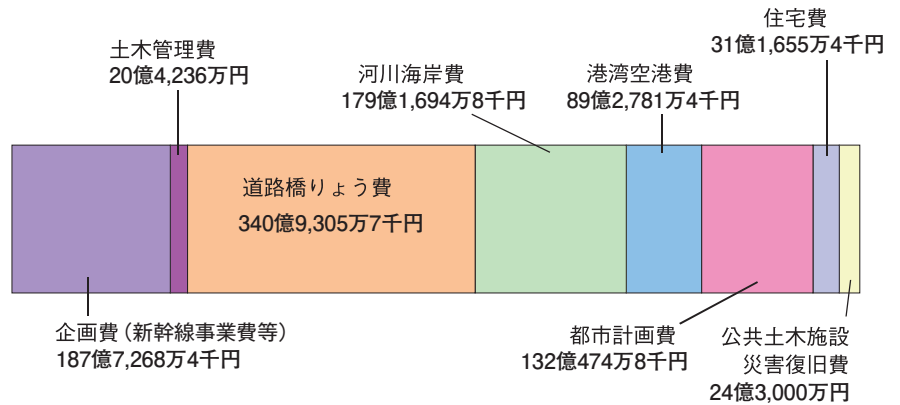 住宅費
31億1,655万4千円
土木管理費
20億4,236万円
河川海岸費
179億1,694万8千円
港湾空港費
89億2,781万4千円
道路橋りょう費
340億9,305万7千円
企画費（新幹線事業費等）
187億7,268万4千円
都市計画費
132億474万8千円
公共土木施設
災害復旧費
24億3,000万円